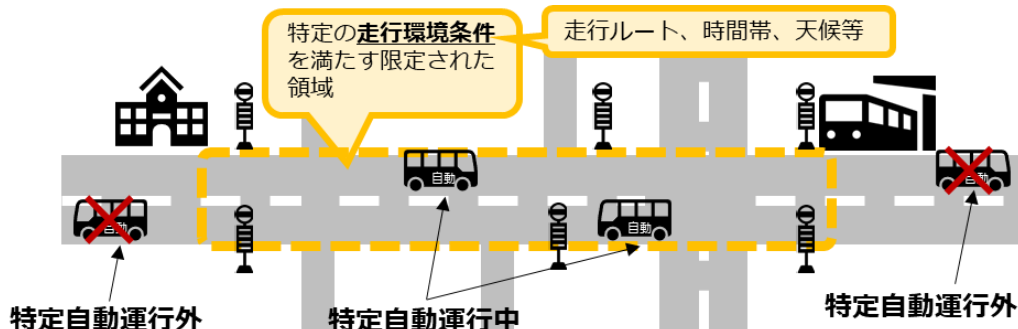 特定の走行環境条件
を満たす限定された
領域
走行ルート、時間帯、天候等
自動
自動
自動
自動
特定自動運行外
特定自動運行中
特定自動運行外